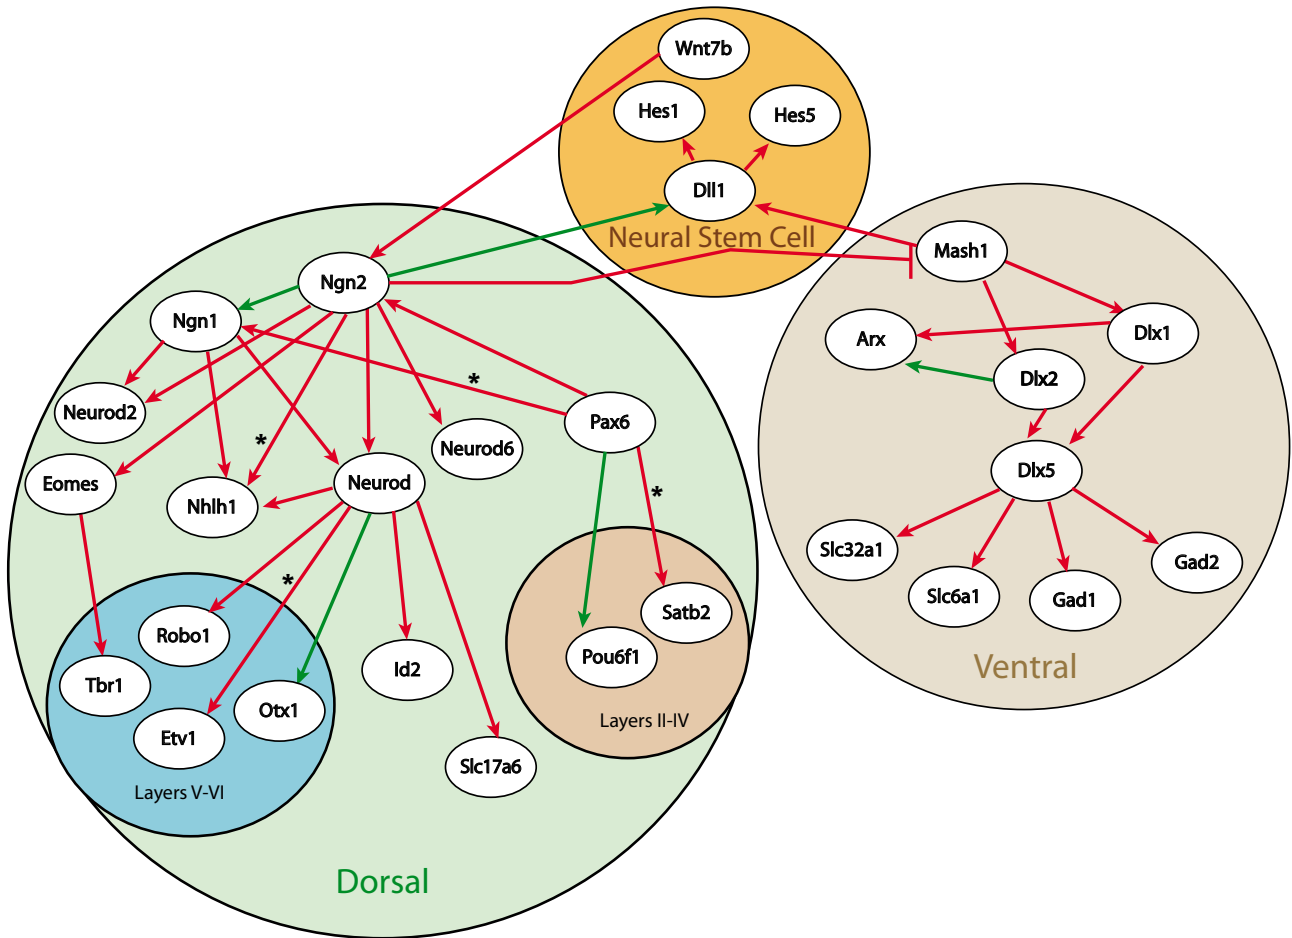 Wnt7b
Hes1
Hes5
Dll1
Neural Stem Cell
Mash1
Ngn2
Ngn1
Dlx1
Arx
Dlx2
*
Neurod2
Pax6
*
Neurod6
Dlx5
Eomes
Neurod
*
Nhlh1
Slc32a1
Gad2
*
Slc6a1
Gad1
Satb2
Robo1
Pou6f1
Ventral
Id2
Tbr1
Otx1
Layers II-IV
Etv1
Slc17a6
Layers V-VI
Dorsal